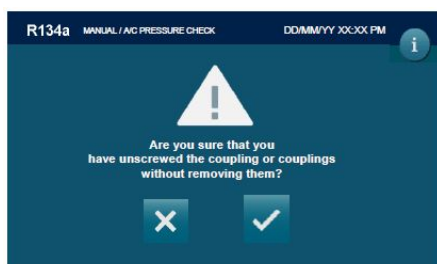 R134a MANUAL / A/C PRESSURE CHECK DD/MM/YY XX:XX PM
i
!
Are you sure that you
have unscrewed the coupling or couplings
without removing them?